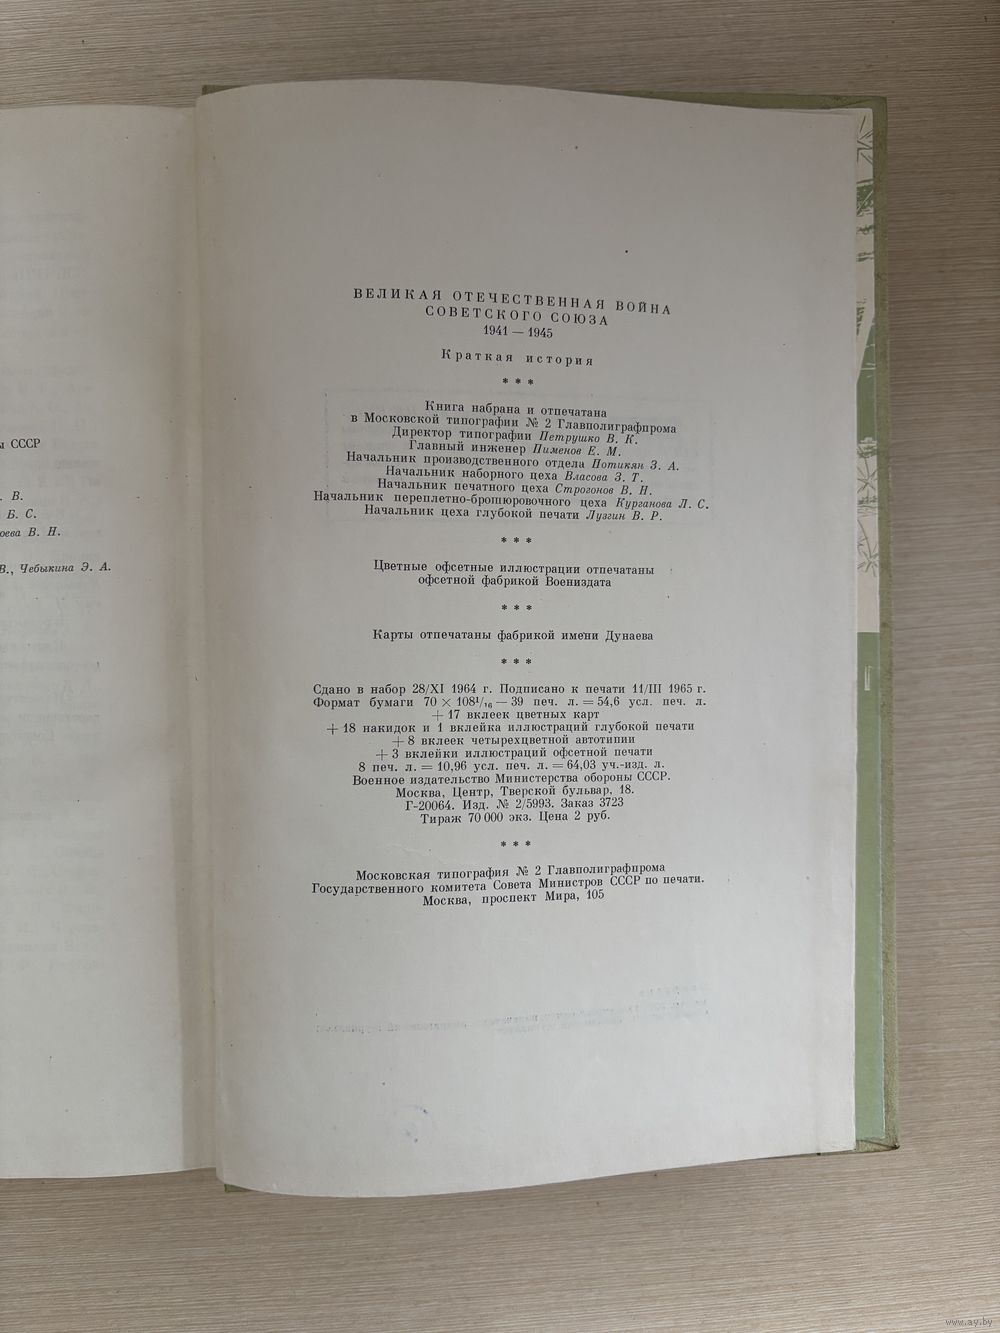 ы СССР
В.
Б. С.
оева В. Н.
В., Чебыкина Э. А.
ВЕЛИКАЯ ОТЕЧЕСТВЕННАЯ ВОЙНА
СОВЕТСКОГО СОЮЗА
1941 — 1945
Краткая история
* * *
Книга набрана и отпечатана
в Московской типографии № 2 Главполиграфпрома
Директор типографии Петрушко В. К.
Главный инженер Пименов Е. М.
Начальник производственного отдела Потикян З. А.
Начальник наборного цеха Власова З. Т.
Начальник печатного цеха Строгонов В. Н.
Начальник переплетно-брошюровочного цеха Курганова Л. С.
Начальник цеха глубокой печати Лузгин В. Р.
* * *
Цветные офсетные иллюстрации отпечатаны
офсетной фабрикой Воениздата
* * *
Карты отпечатаны фабрикой имени Дунаева
* * *
Сдано в набор 28/XI 1964 г. Подписано к печати 11/III 1965 г.
Формат бумаги 70 × 108¹/₁₆ — 39 печ. л. = 54,6 усл. печ. л.
+ 17 вклеек цветных карт
+ 18 накидок и 1 вклейка иллюстраций глубокой печати
+ 8 вклеек четырехцветной автотипии
+ 3 вклейки иллюстраций офсетной печати
8 печ. л. = 10,96 усл. печ. л. = 64,03 уч.-изд. л.
Военное издательство Министерства обороны СССР.
Москва, Центр, Тверской бульвар, 18.
Г-20064. Изд. № 2/5993. Заказ 3723
Тираж 70 000 экз. Цена 2 руб.
* * *
Московская типография № 2 Главполиграфпрома
Государственного комитета Совета Министров СССР по печати.
Москва, проспект Мира, 105
www.ay.by